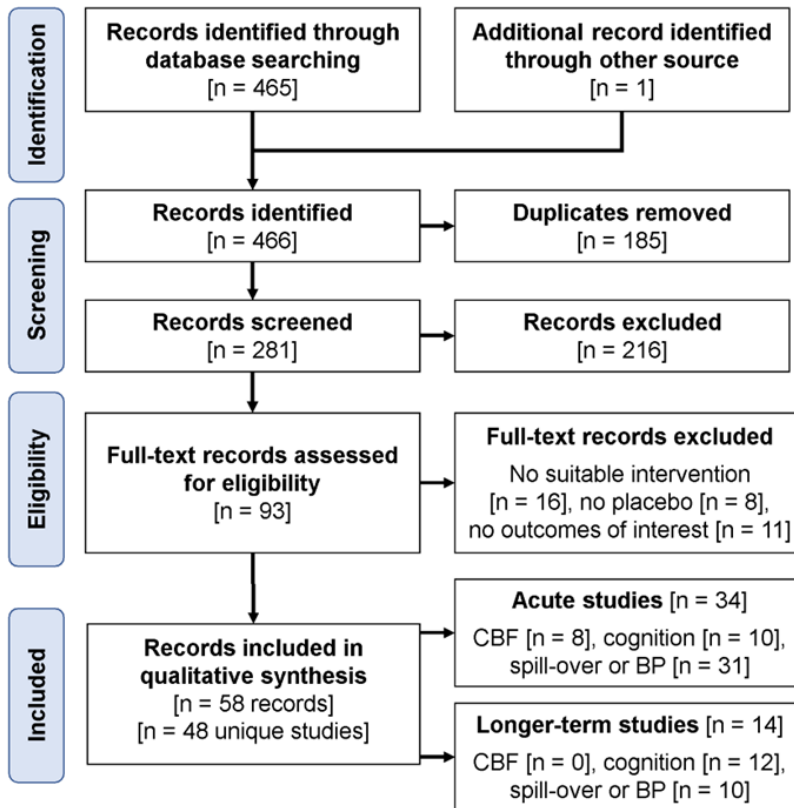 Identification
Records identified through
database searching
[n = 465]
Additional record identified
through other source
[n = 1]
Screening
Records identified
[n = 466]
Duplicates removed
[n = 185]
Records screened
[n = 281]
Records excluded
[n = 216]
Eligibility
Full-text records assessed
for eligibility
[n = 93]
Full-text records excluded
No suitable intervention
[n = 16], no placebo [n = 8],
no outcomes of interest [n = 11]
Included
Records included in
qualitative synthesis
[n = 58 records]
[n = 48 unique studies]
Acute studies [n = 34]
CBF [n = 8], cognition [n = 10],
spill-over or BP [n = 31]
Longer-term studies [n = 14]
CBF [n = 0], cognition [n = 12],
spill-over or BP [n = 10]